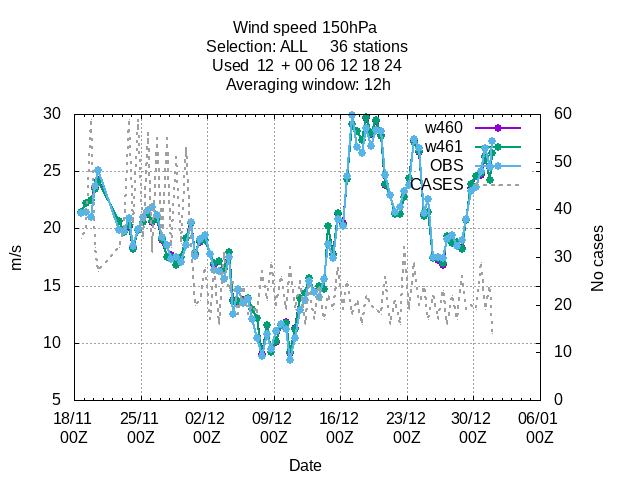 Wind speed 150hPa
Selection: ALL 36 stations
Used 12 + 00 06 12 18 24
Averaging window: 12h
30 60
w460
w461
OBS
CASES
25 50
20 40
30
15
20
10
10
5 0
m/s
No cases
18/11 25/11 02/12 09/12 16/12 23/12 30/12 06/01
00Z 00Z 00Z 00Z 00Z 00Z 00Z 00Z
Date